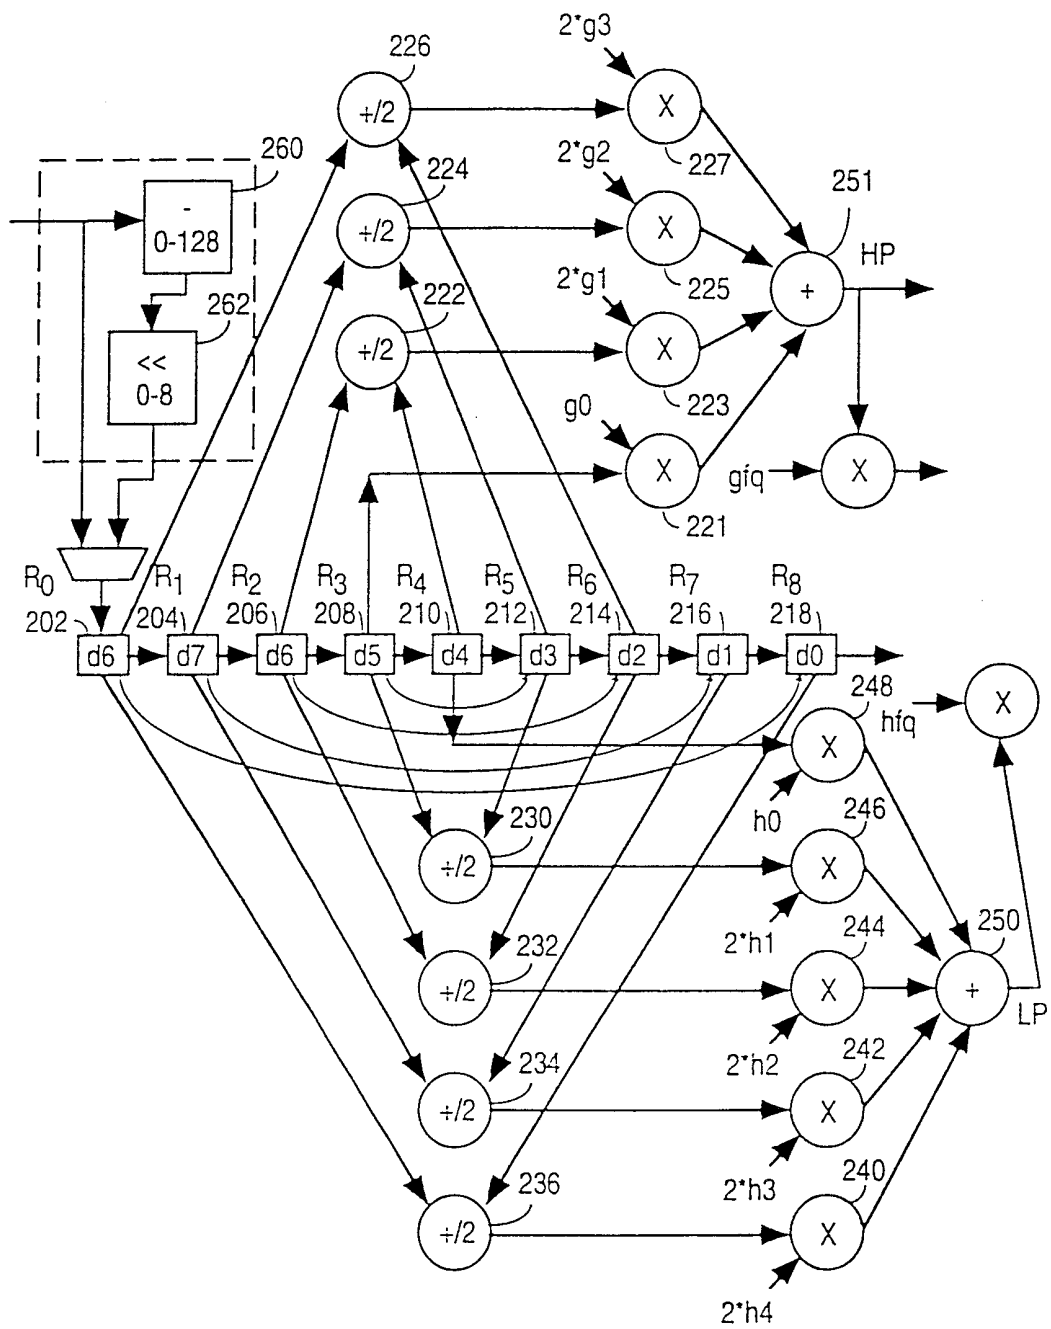 2*g3
226
÷/2
X
260
227
-
0-128
224
2*g2
251
÷/2
X
HP
225
+
262
222
2*g1
<<
0-8
÷/2
X
223
g0
gfq
X
X
221
R0
R1
R2
R3
R4
R5
R6
R7
R8
202
204
206
208
210
212
214
216
218
d6
d7
d6
d5
d4
d3
d2
d1
d0
248
hfq
X
X
h0
246
230
÷/2
X
2*h1
244
250
232
÷/2
X
+
LP
2*h2
242
234
÷/2
X
2*h3
240
236
÷/2
X
2*h4